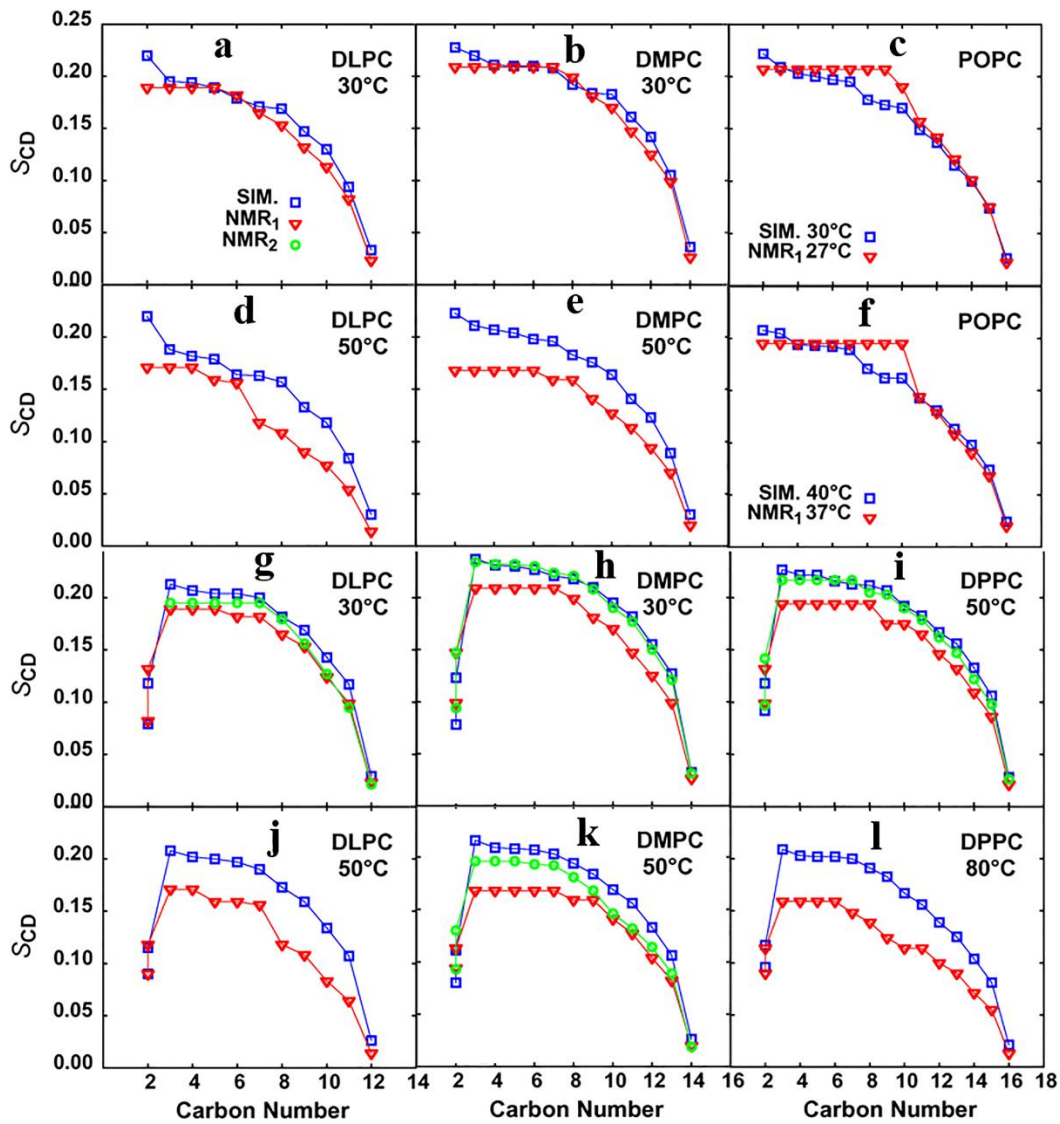 0.25
a
DLPC
30°C
b
DMPC
30°C
c
POPC
0.20
0.15
S_CD
0.10
SIM.
NMR₁
NMR₂
SIM. 30°C
NMR₁ 27°C
0.05
0.00
d
DLPC
50°C
e
DMPC
50°C
f
POPC
0.20
0.15
S_CD
0.10
SIM. 40°C
NMR₁ 37°C
0.05
0.00
g
DLPC
30°C
h
DMPC
30°C
i
DPPC
50°C
0.20
0.15
S_CD
0.10
0.05
0.00
j
DLPC
50°C
k
DMPC
50°C
l
DPPC
80°C
0.20
0.15
S_CD
0.10
0.05
0.00
2 4 6 8 10 12 14 2 4 6 8 10 12 14 16 2 4 6 8 10 12 14 16 18
Carbon Number Carbon Number Carbon Number